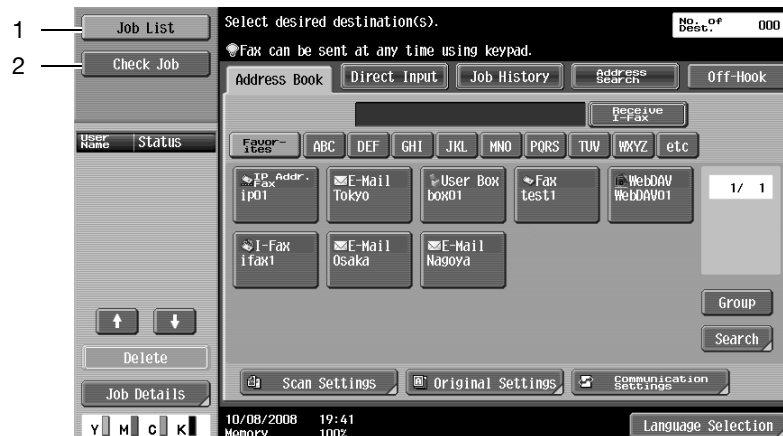 1
Job List
2
Check Job
User Name
Status
Delete
Job Details
Y M C K
Select desired destination(s).
No. of Dest.
000
Fax can be sent at any time using keypad.
Address Book
Direct Input
Job History
Address Search
Off-Hook
Receive I-Fax
Favor-ites
ABC
DEF
GHI
JKL
MNO
PQRS
TUV
WXYZ
etc
IP Addr. Fax
ip01
E-Mail
Tokyo
User Box
box01
Fax
test1
WebDAV
WebDAV01
1/ 1
I-Fax
ifax1
E-Mail
Osaka
E-Mail
Nagoya
Group
Search
Scan Settings
Original Settings
Communication Settings
10/08/2008 19:41
Memory 100%
Language Selection